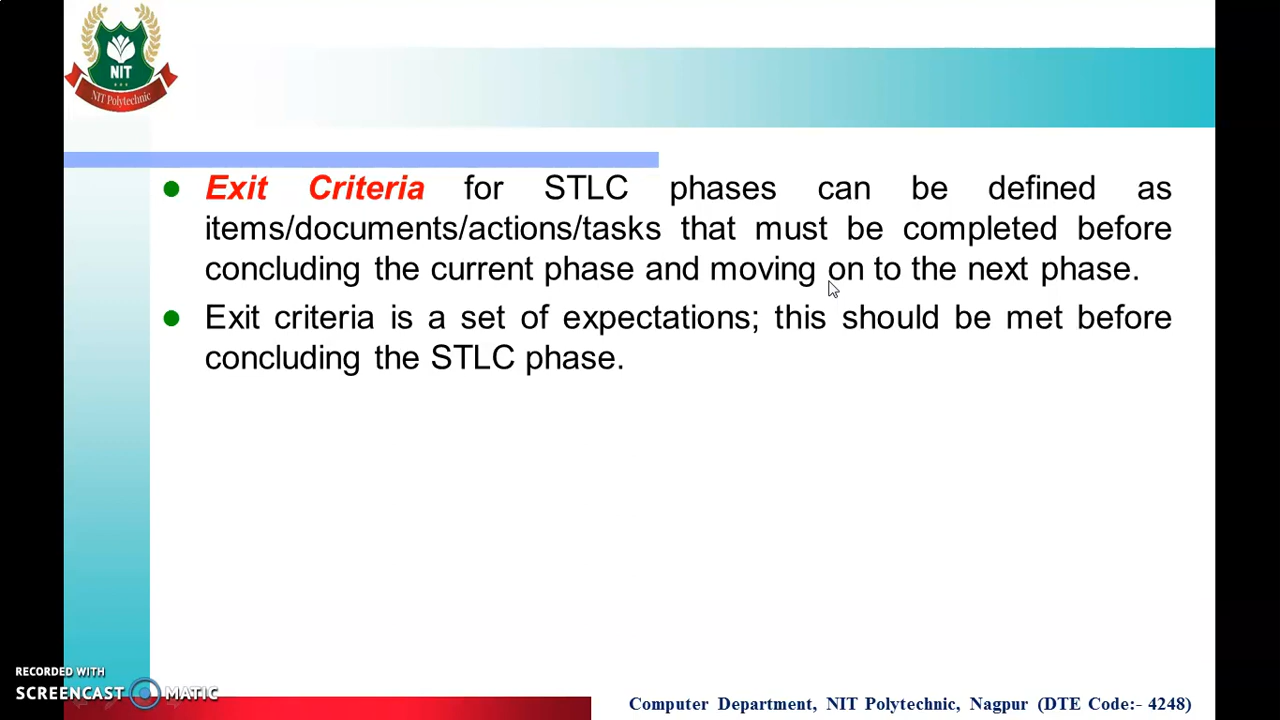 NIT
NIT Polytechnic
Exit Criteria for STLC phases can be defined as
items/documents/actions/tasks that must be completed before
concluding the current phase and moving on to the next phase.
Exit criteria is a set of expectations; this should be met before
concluding the STLC phase.
RECORDED WITH
SCREENCAST MATIC
Computer Department, NIT Polytechnic, Nagpur (DTE Code:- 4248)